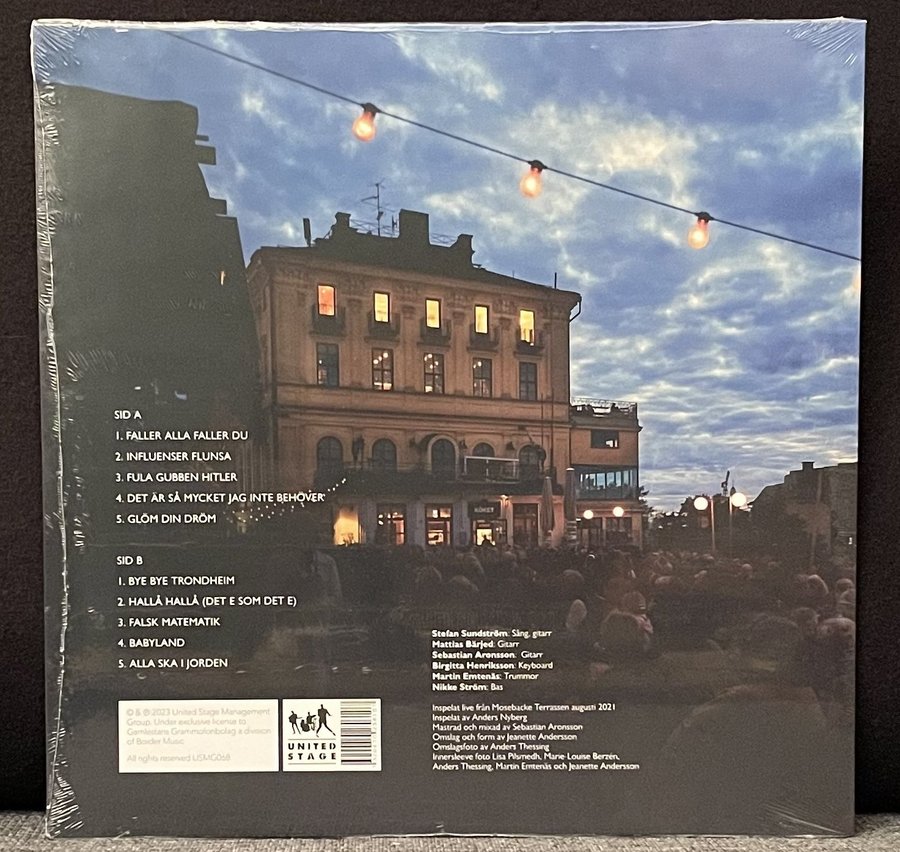 SID A
1. FALLER ALLA FALLER DU
2. INFLUENSER FLUNSA
3. FULA GUBBEN HITLER
4. DET ÄR SÅ MYCKET JAG INTE BEHÖVER
5. GLÖM DIN DRÖM
SID B
1. BYE BYE TRONDHEIM
2. HALLÅ HALLÅ (DET E SOM DET E)
3. FALSK MATEMATIK
4. BABYLAND
5. ALLA SKA I JORDEN
Stefan Sundström: Sång, gitarr
Mattias Bärjed: Gitarr
Sebastian Aronsson: Gitarr
Birgitta Henriksson: Keyboard
Martin Emtenäs: Trummor
Nikke Ström: Bas
Inspelat live från Mosebacke Terrassen augusti 2021
Inspelat av Anders Nyberg
Mastrad och mixad av Sebastian Aronsson
Omslag och form av Jeanette Andersson
Omslagsfoto av Anders Thessing
Innersleeve foto Lisa Pilsmedh, Marie-Louise Berzén,
Anders Thessing, Martin Emtenäs och Jeanette Andersson
© & ℗ 2023 United Stage Management
Group. Under exclusive license to
Gamlestans Grammofonbolag a division
of Border Music
All rights reserved USMG068
UNITED
STAGE